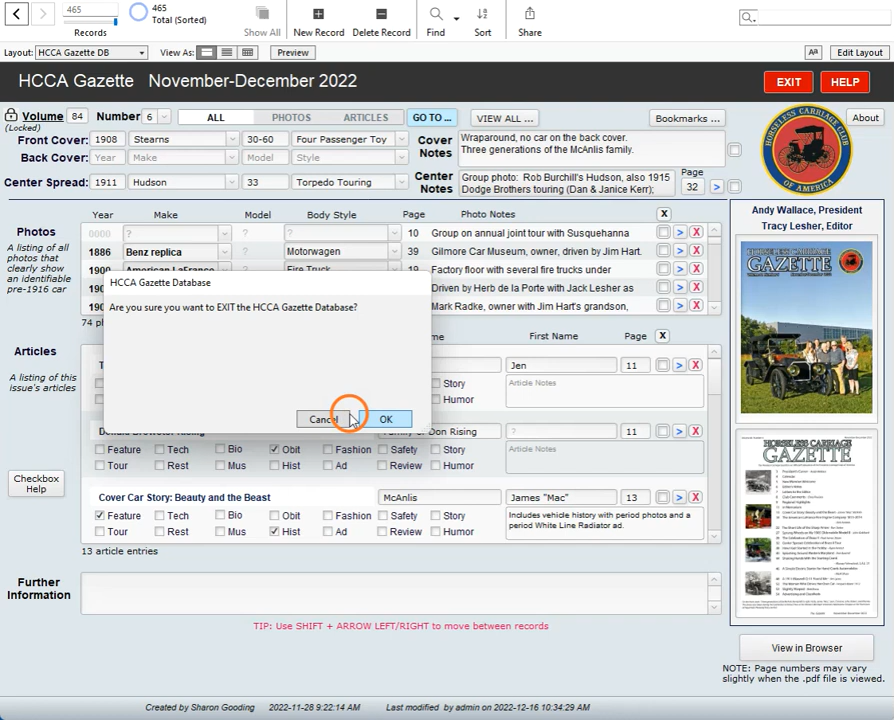 465
465
Total (Sorted)
Records
Show All
New Record
Delete Record
Find
Sort
Share
Layout:
HCCA Gazette DB
View As:
Preview
Aª
Edit Layout
HCCA Gazette November-December 2022
EXIT
HELP
Volume
84
Number
6
ALL
PHOTOS
ARTICLES
GO TO ...
VIEW ALL ...
Bookmarks ...
About
(Locked)
Front Cover:
1908
Stearns
30-60
Four Passenger Toy
Back Cover:
Year
Make
Model
Style
Center Spread:
1911
Hudson
33
Torpedo Touring
Cover Notes
Wraparound, no car on the back cover.
Three generations of the McAnlis family.
Center Notes
Group photo: Rob Burchill's Hudson, also 1915
Dodge Brothers touring (Dan & Janice Kerr);
Page
32
>
HORSELESS CARRIAGE CLUB
OF AMERICA
Andy Wallace, President
Tracy Lesher, Editor
Photos
A listing of all
photos that
clearly show
an identifiable
pre-1916 car
Year
Make
Model
Body Style
Page
Photo Notes
X
0000
?
?
?
10
Group on annual joint tour with Susquehanna
>
X
1886
Benz replica
?
Motorwagen
39
Gilmore Car Museum, owner, driven by Jim Hart.
>
X
1900
American LaFrance
?
Fire Truck
19
Factory floor with several fire trucks under
>
X
Driven by Herb de la Porte with Jack Lesher as
>
X
Mark Radke, owner with Jim Hart's grandson,
>
X
74 ph
HCCA Gazette Database
Are you sure you want to EXIT the HCCA Gazette Database?
Cancel
OK
Articles
A listing of this
issue's articles
me
First Name
Page
X
T
Jen
11
>
X
Story
Humor
Article Notes
Family of Don Rising
?
11
>
X
Feature
Tech
Bio
Obit
Fashion
Safety
Story
Article Notes
Tour
Rest
Mus
Hist
Ad
Review
Humor
Checkbox
Help
Cover Car Story: Beauty and the Beast
McAnlis
James "Mac"
13
>
X
Feature
Tech
Bio
Obit
Fashion
Safety
Story
Includes vehicle history with period photos and a
period White Line Radiator ad.
Tour
Rest
Mus
Hist
Ad
Review
Humor
13 article entries
Further
Information
TIP: Use SHIFT + ARROW LEFT/RIGHT to move between records
HORSELESS CARRIAGE
GAZETTE
HORSELESS CARRIAGE
GAZETTE
View in Browser
NOTE: Page numbers may vary
slightly when the .pdf file is viewed.
Created by Sharon Gooding
2022-11-28 9:22:14 AM
Last modified by admin on 2022-12-16 10:34:29 AM